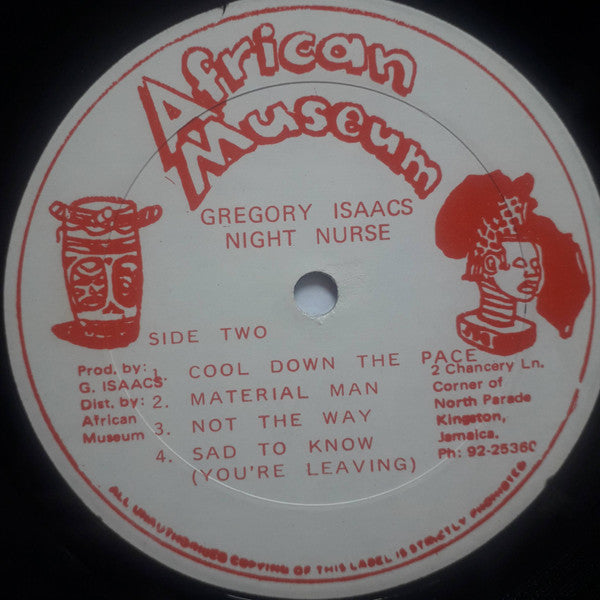 African
Museum
GREGORY ISAACS
NIGHT NURSE
SIDE TWO
Prod. by:
G. ISAACS
Dist. by:
African
Museum
1. COOL DOWN THE PACE
2. MATERIAL MAN
3. NOT THE WAY
4. SAD TO KNOW
(YOU'RE LEAVING)
2 Chancery Ln.
Corner of
North Parade
Kingston,
Jamaica.
Ph: 92-25360
ALL UNAUTHORISED COPYING OF THIS LABEL IS STRICTLY PROHIBITED